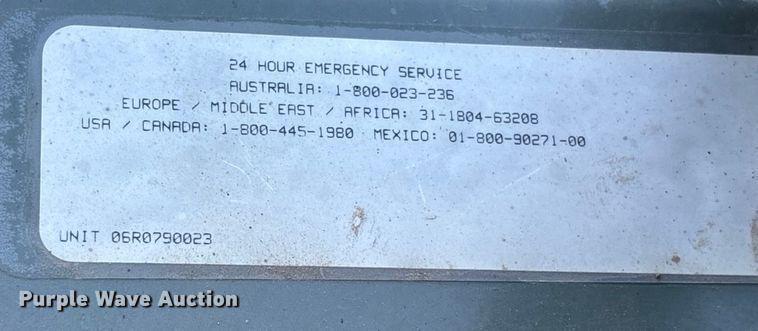 24 HOUR EMERGENCY SERVICE
AUSTRALIA: 1-800-023-236
EUROPE / MIDDLE EAST / AFRICA: 31-1804-63208
USA / CANADA: 1-800-445-1980 MEXICO: 01-800-90271-00
UNIT 06R0790023
Purple Wave Auction